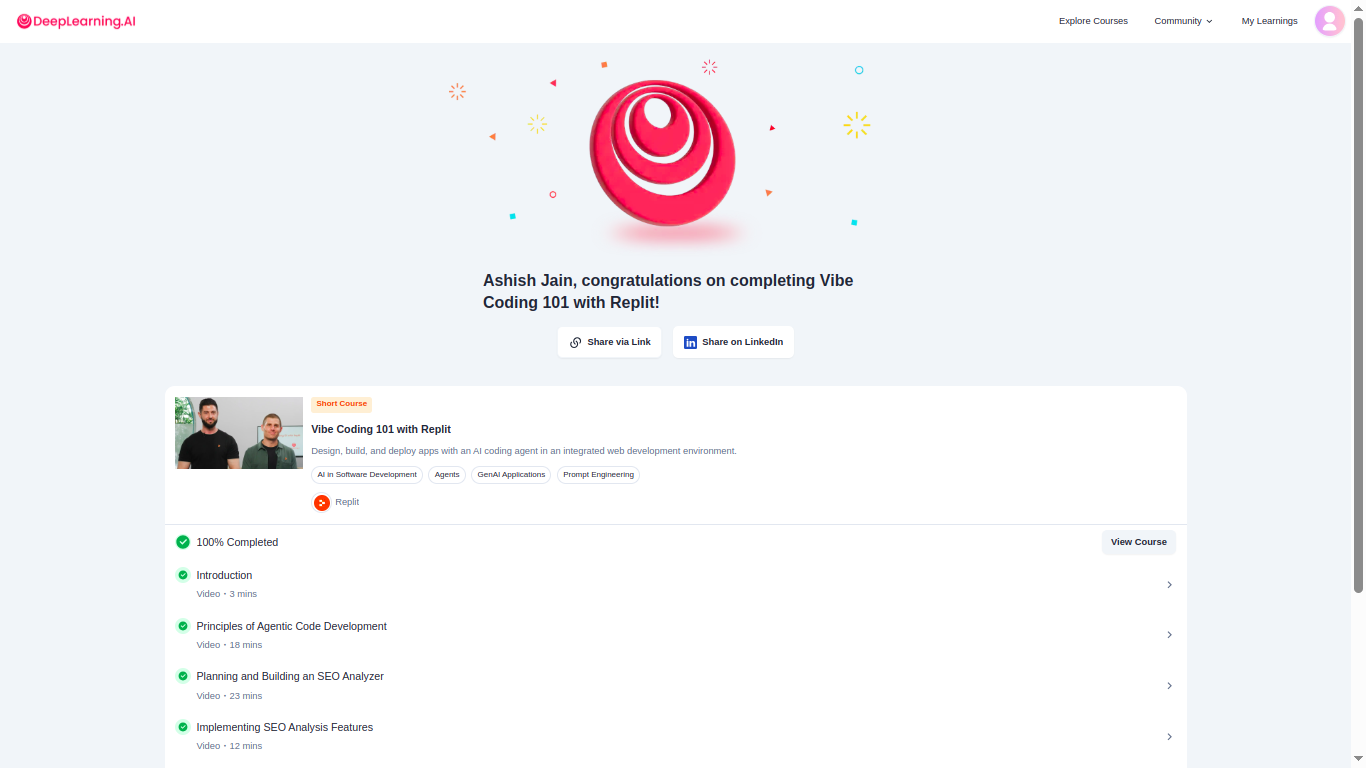 DeepLearning.AI
Explore Courses
Community
My Learnings
Ashish Jain, congratulations on completing Vibe
Coding 101 with Replit!
Share via Link
Share on LinkedIn
Short Course
Vibe Coding 101 with Replit
Design, build, and deploy apps with an AI coding agent in an integrated web development environment.
AI in Software Development
Agents
GenAI Applications
Prompt Engineering
Replit
100% Completed
View Course
Introduction
Video • 3 mins
Principles of Agentic Code Development
Video • 18 mins
Planning and Building an SEO Analyzer
Video • 23 mins
Implementing SEO Analysis Features
Video • 12 mins